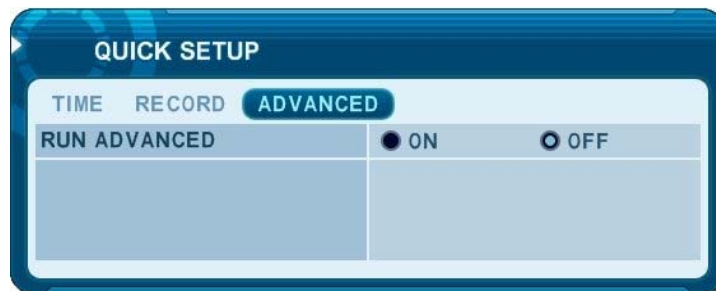 QUICK SETUP
TIME RECORD ADVANCED
RUN ADVANCED ON OFF